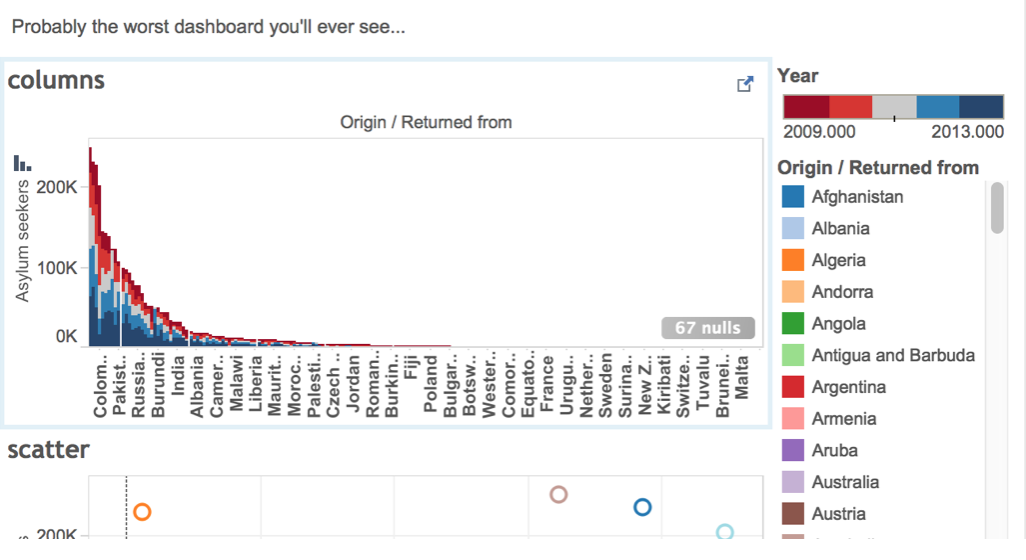 Probably the worst dashboard you'll ever see...
columns
Origin / Returned from
Asylum seekers
200K
100K
0K
67 nulls
Colom..
Pakist..
Russia..
Burundi
India
Albania
Camer..
Malawi
Liberia
Maurit..
Moroc..
Palesti..
Czech ..
Jordan
Roman..
Burkin..
Fiji
Poland
Bulgar..
Botsw..
Wester..
Comor..
Equato..
France
Urugu..
Nether..
Sweden
Surina..
New Z..
Kiribati
Switze..
Tuvalu
Brunei..
Malta
scatter
200K
Year
2009.000
2013.000
Origin / Returned from
Afghanistan
Albania
Algeria
Andorra
Angola
Antigua and Barbuda
Argentina
Armenia
Aruba
Australia
Austria